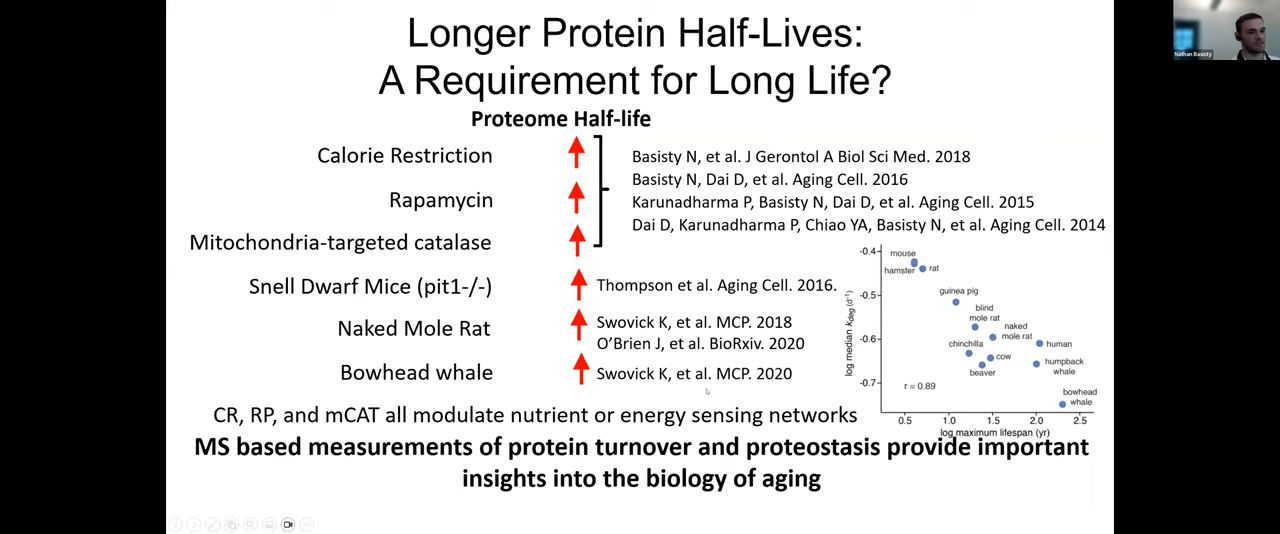 Longer Protein Half-Lives:
A Requirement for Long Life?
Proteome Half-life
Calorie Restriction
Rapamycin
Mitochondria-targeted catalase
Basisty N, et al. J Gerontol A Biol Sci Med. 2018
Basisty N, Dai D, et al. Aging Cell. 2016
Karunadharma P, Basisty N, Dai D, et al. Aging Cell. 2015
Dai D, Karunadharma P, Chiao YA, Basisty N, et al. Aging Cell. 2014
Snell Dwarf Mice (pit1-/-)
Thompson et al. Aging Cell. 2016.
Naked Mole Rat
Swovick K, et al. MCP. 2018
O'Brien J, et al. BioRxiv. 2020
Bowhead whale
Swovick K, et al. MCP. 2020
log median kdeg (d⁻¹)
-0.4
-0.5
-0.6
-0.7
mouse
hamster
rat
guinea pig
blind
mole rat
naked
mole rat
chinchilla
cow
beaver
human
humpback
whale
bowhead
whale
r = 0.89
0.5
1.0
1.5
2.0
2.5
log maximum lifespan (yr)
CR, RP, and mCAT all modulate nutrient or energy sensing networks
MS based measurements of protein turnover and proteostasis provide important
insights into the biology of aging
Nathan Basisty